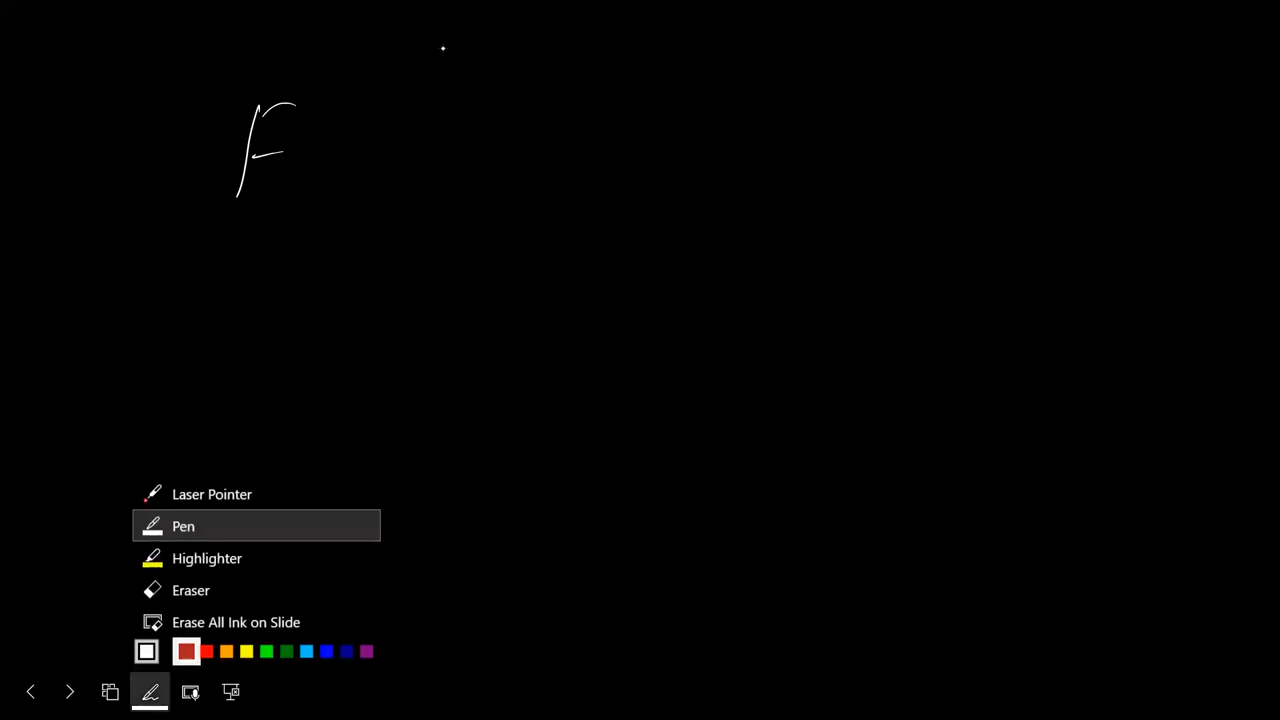 F
Laser Pointer
Pen
Highlighter
Eraser
Erase All Ink on Slide